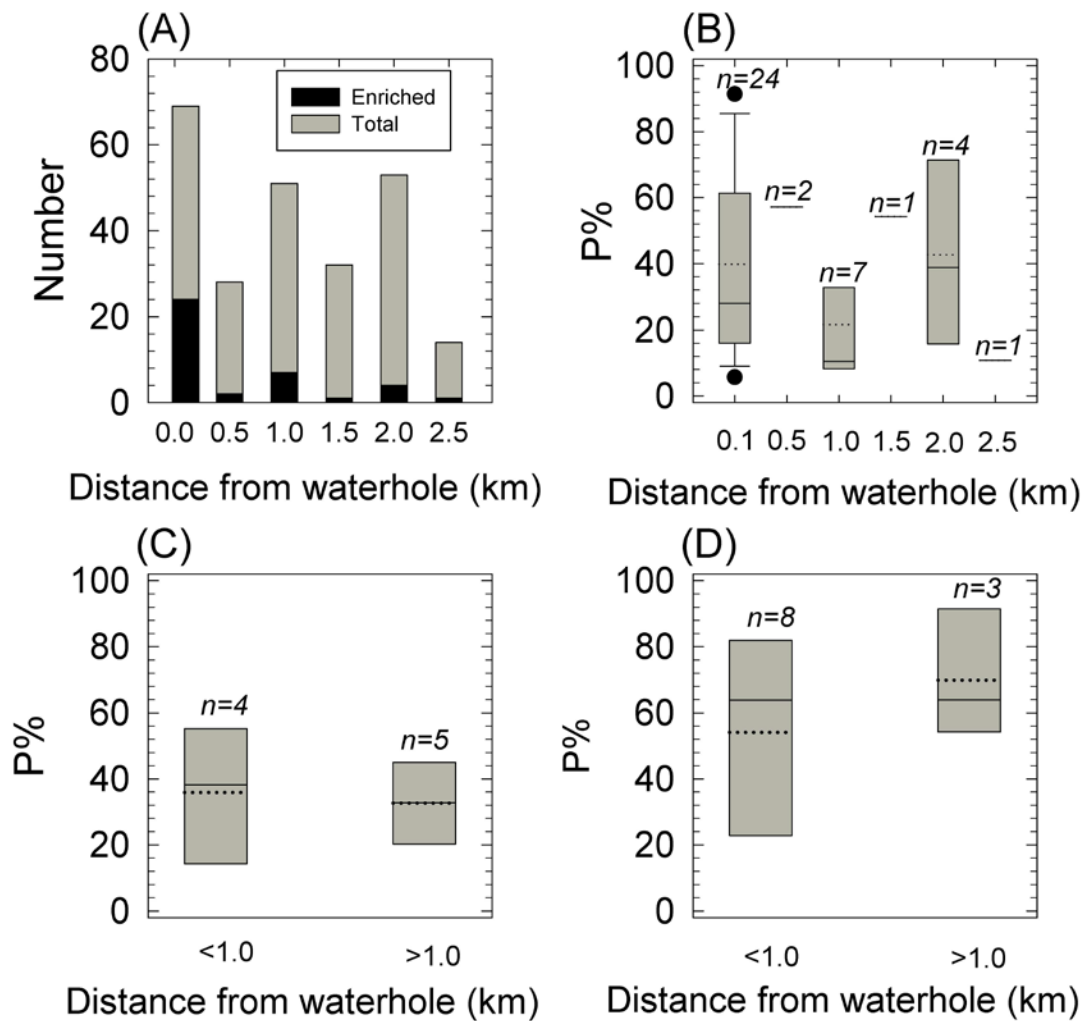 (A)
80
60
40
20
0
Number
Enriched
Total
0.0 0.5 1.0 1.5 2.0 2.5
Distance from waterhole (km)
(B)
100
80
60
40
20
0
P%
n=24
n=2
n=7
n=1
n=4
n=1
0.1 0.5 1.0 1.5 2.0 2.5
Distance from waterhole (km)
(C)
100
80
60
40
20
0
P%
n=4
n=5
<1.0 >1.0
Distance from waterhole (km)
(D)
100
80
60
40
20
0
P%
n=8
n=3
<1.0 >1.0
Distance from waterhole (km)